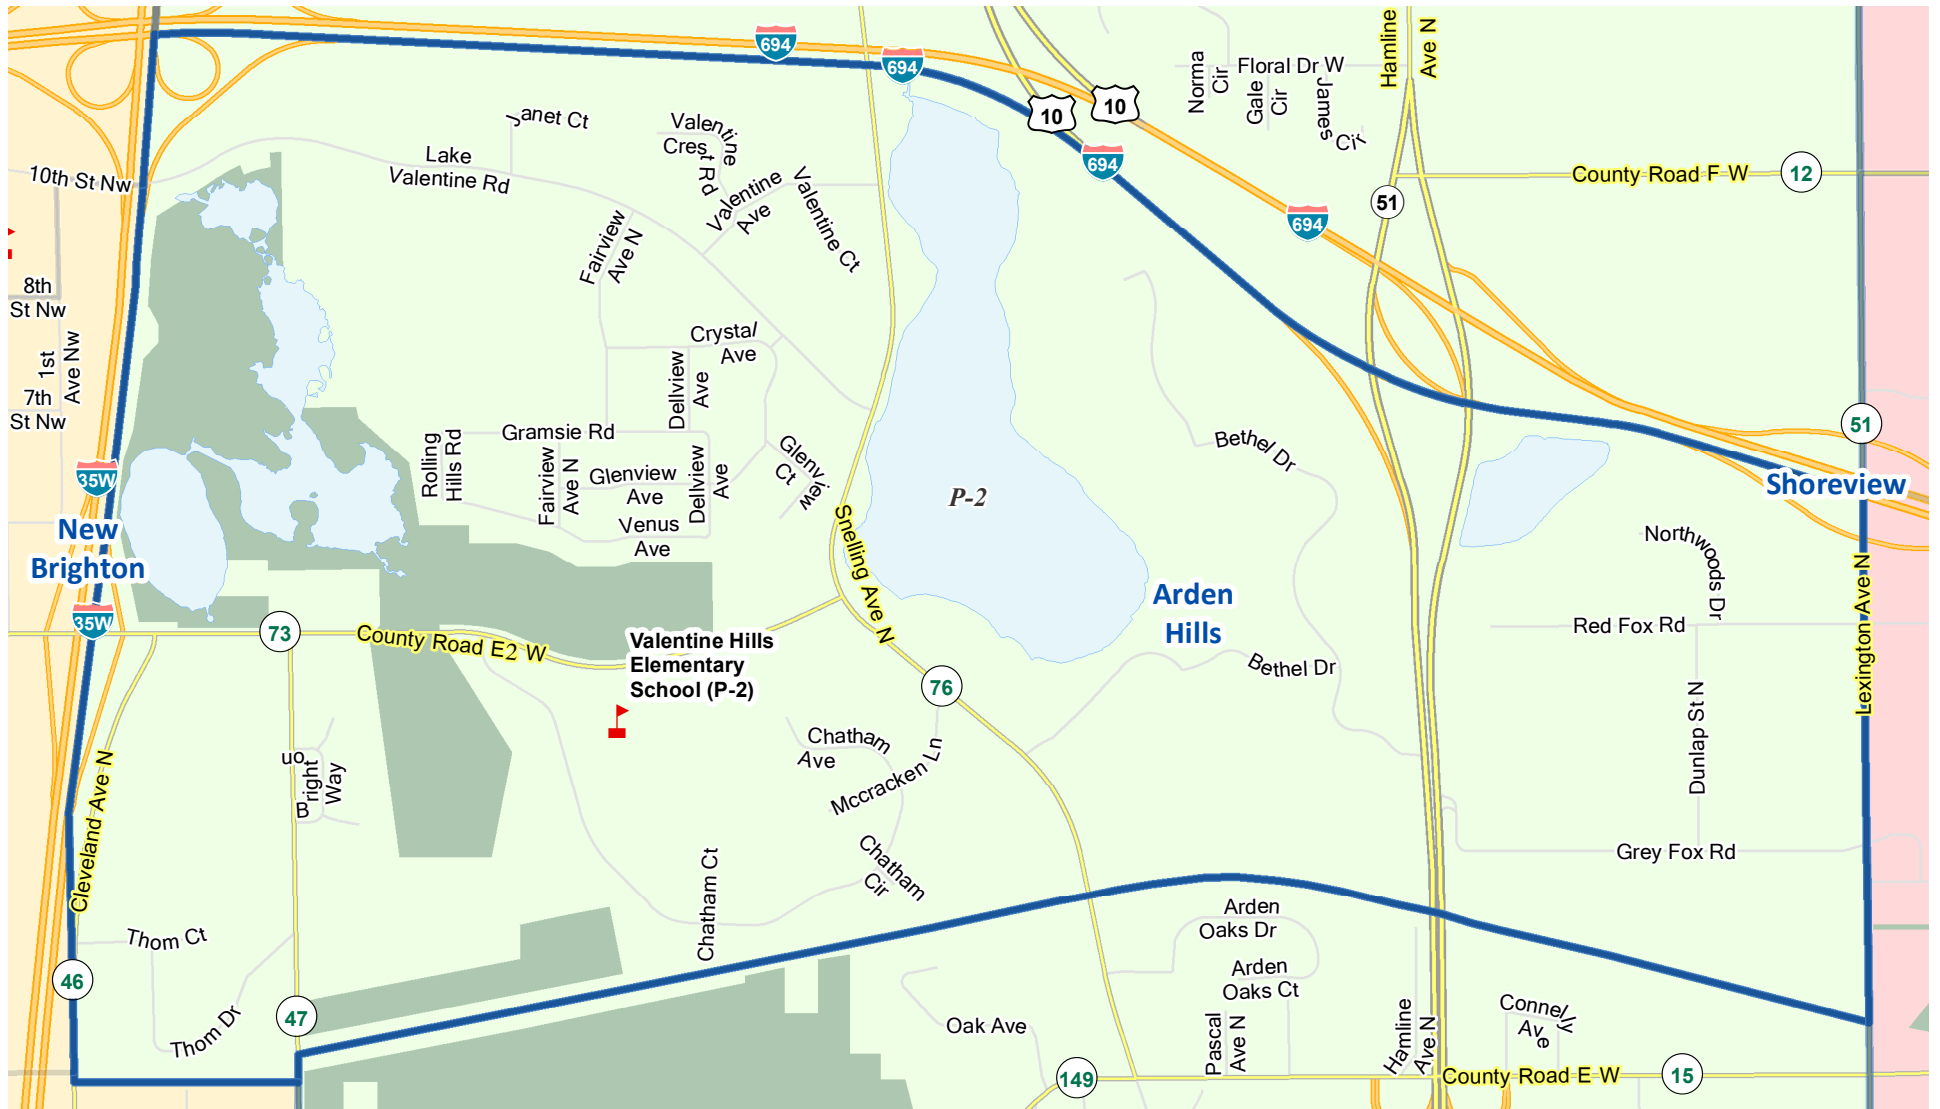 694
694
10
10
694
694
Hamline
Ave N
Norma
Cir
Floral Dr W
Gale
Cir
James
Cir
County Road F W
12
51
Janet Ct
Valentine
Crest Rd
Lake
Valentine Rd
Valentine
Ave
Valentine Ct
10th St Nw
Fairview
Ave N
8th
St Nw
1st
Ave Nw
7th
St Nw
Crystal
Ave
Dellview
Ave
Gramsie Rd
Rolling
Hills Rd
Fairview
Ave N
Glenview
Ave
Dellview
Ave
Glenview
Ct
Venus
Ave
35W
New
Brighton
35W
P-2
Snelling Ave N
Bethel Dr
51
Shoreview
Northwoods Dr
Lexington Ave N
Arden
Hills
Red Fox Rd
73
County Road E2 W
Valentine Hills
Elementary
School (P-2)
76
Bethel Dr
Dunlap St N
Chatham
Ave
Mccracken Ln
uo
Bright
Way
Cleveland Ave N
Chatham
Cir
Chatham Ct
Grey Fox Rd
Thom Ct
Arden
Oaks Dr
Arden
Oaks Ct
46
47
Thom Dr
Oak Ave
Pascal
Ave N
Hamline
Ave N
Connelly
Ave
149
County Road E W
15